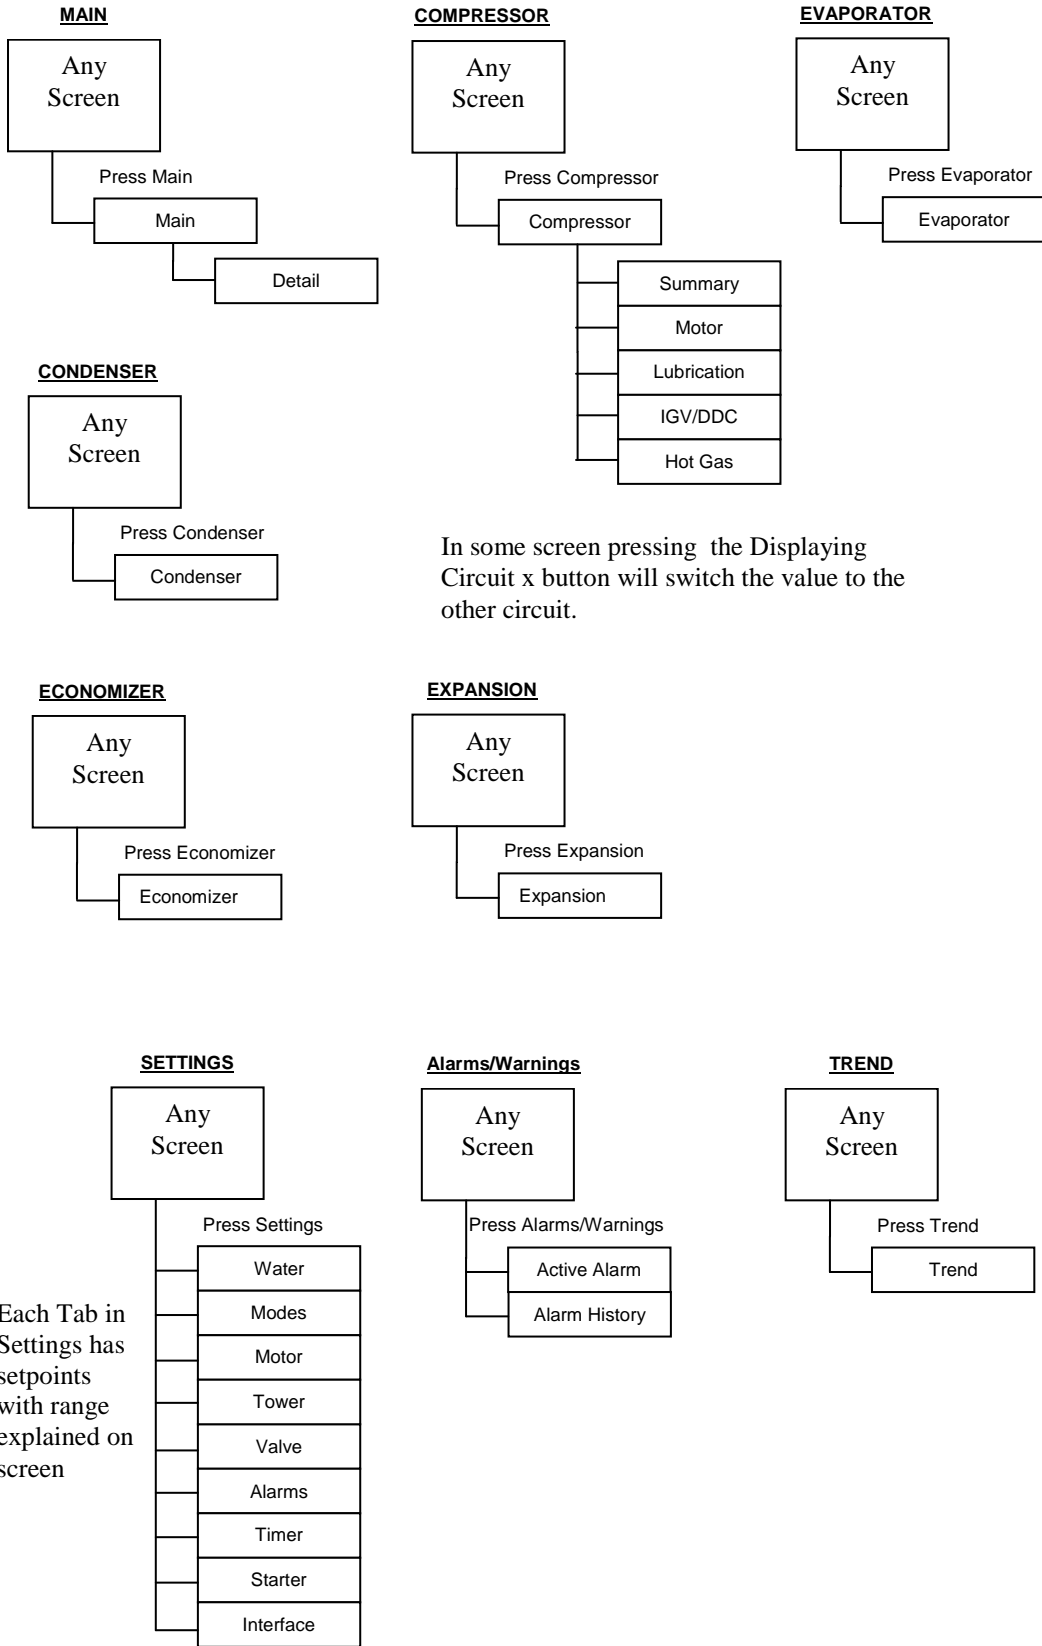 MAIN
Any
Screen
Press Main
Main
Detail
COMPRESSOR
Any
Screen
Press Compressor
Compressor
Summary
Motor
Lubrication
IGV/DDC
Hot Gas
EVAPORATOR
Any
Screen
Press Evaporator
Evaporator
CONDENSER
Any
Screen
Press Condenser
Condenser
In some screen pressing the Displaying
Circuit x button will switch the value to the
other circuit.
ECONOMIZER
Any
Screen
Press Economizer
Economizer
EXPANSION
Any
Screen
Press Expansion
Expansion
SETTINGS
Any
Screen
Press Settings
Water
Modes
Motor
Tower
Valve
Alarms
Timer
Starter
Interface
Each Tab in
Settings has
setpoints
with range
explained on
screen
Alarms/Warnings
Any
Screen
Press Alarms/Warnings
Active Alarm
Alarm History
TREND
Any
Screen
Press Trend
Trend